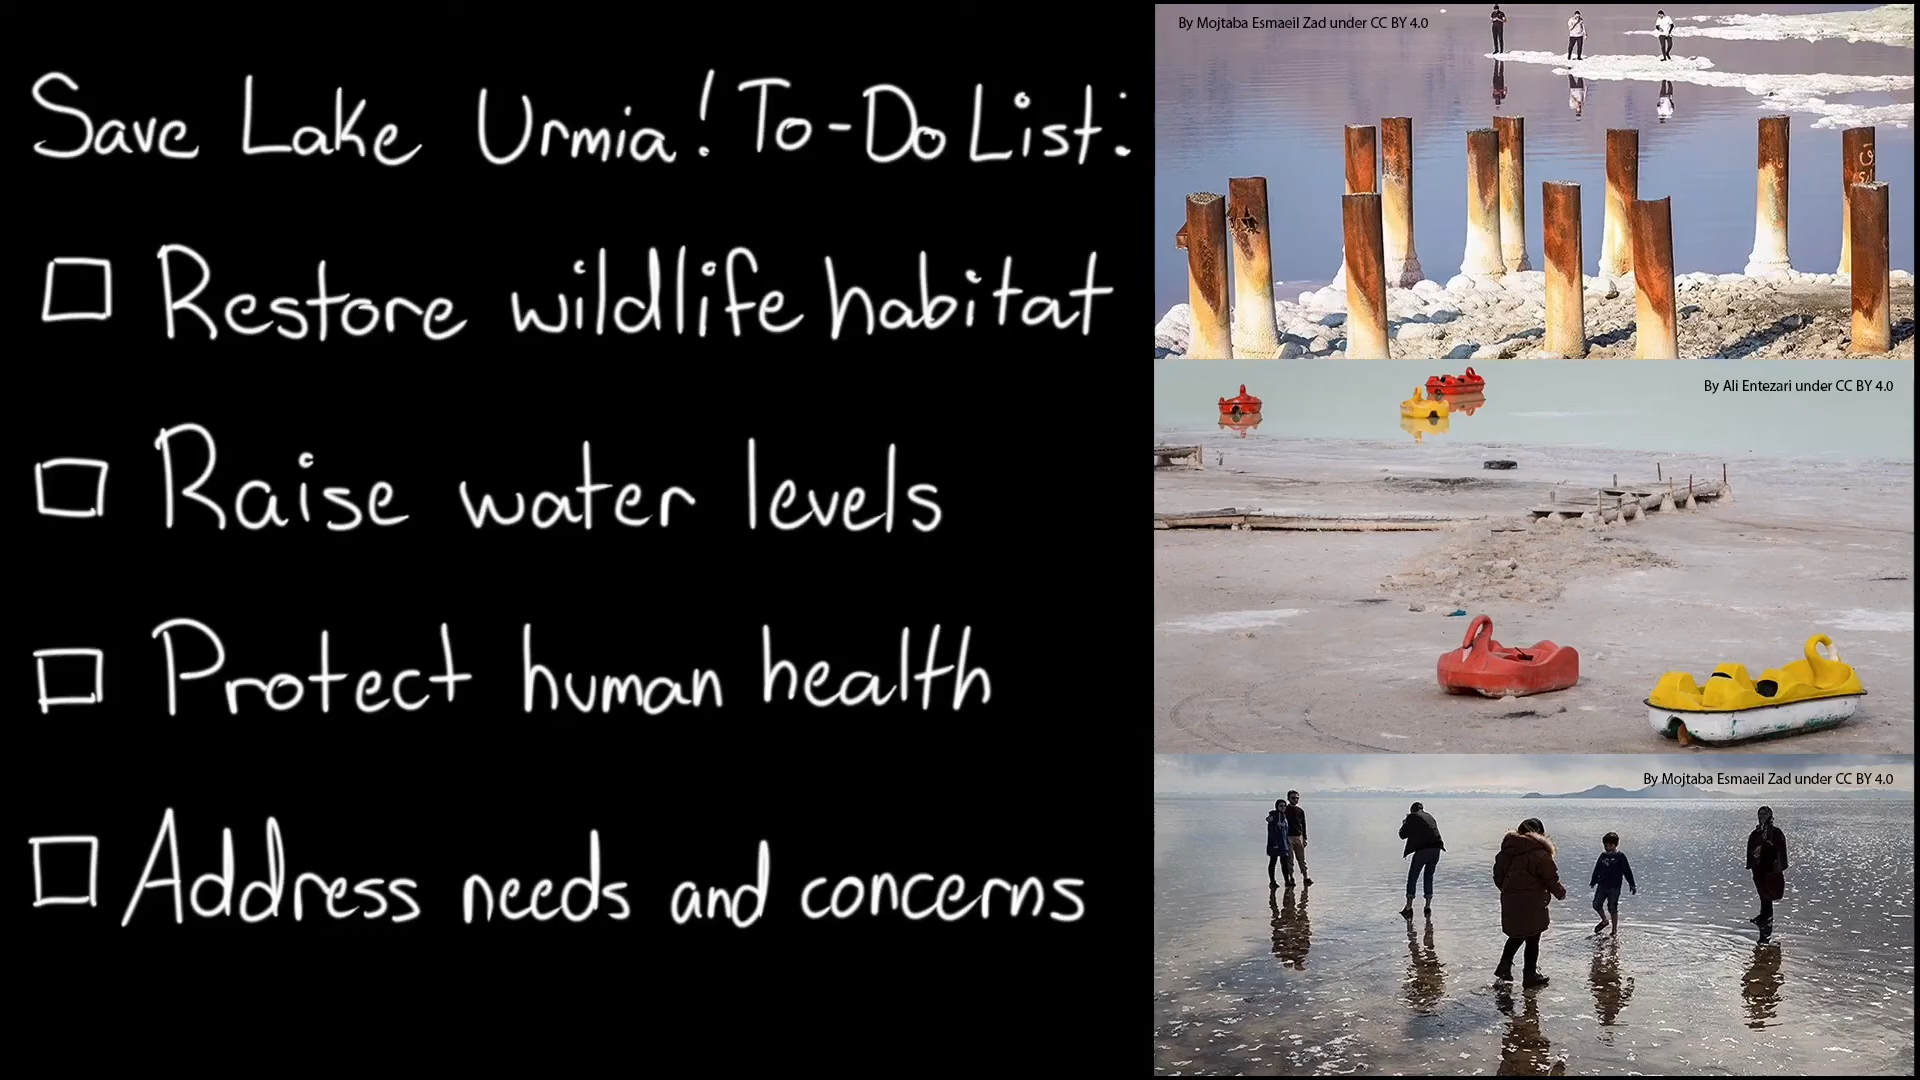 Save Lake Urmia! To-Do List:
Restore wildlife habitat
Raise water levels
Protect human health
Address needs and concerns
By Mojtaba Esmaeil Zad under CC BY 4.0
By Ali Entezari under CC BY 4.0
By Mojtaba Esmaeil Zad under CC BY 4.0